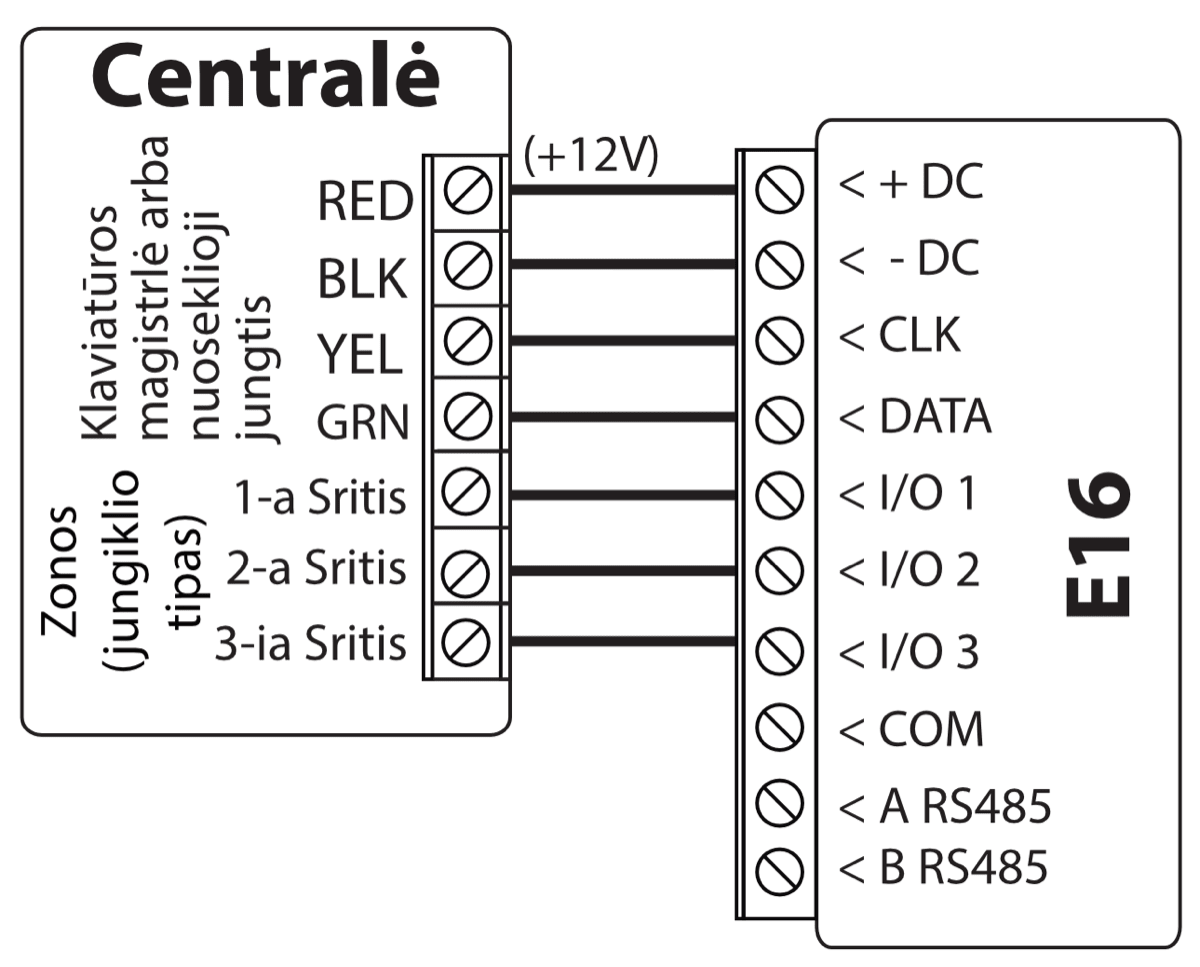 Centralė
Klaviatūros
magistrlė arba
nuoseklioji
jungtis
RED
BLK
YEL
GRN
Zonos
(jungiklio
tipas)
1-a Sritis
2-a Sritis
3-ia Sritis
(+12V)
< + DC
< - DC
< CLK
< DATA
< I/O 1
< I/O 2
< I/O 3
< COM
< A RS485
< B RS485
E16